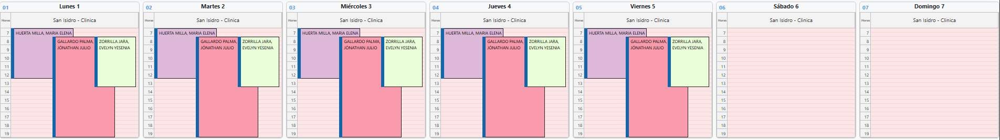 01
Lunes 1
Horas
San Isidro - Clinica
7
8
9
10
11
12
13
14
15
16
17
18
19
HUERTA MILLA, MARIA ELENA
GALLARDO PALMA,
JÓNATHAN JULIO
ZORRILLA JARA,
EVELYN YESENIA
02
Martes 2
Horas
San Isidro - Clinica
7
8
9
10
11
12
13
14
15
16
17
18
19
HUERTA MILLA, MARIA ELENA
GALLARDO PALMA,
JÓNATHAN JULIO
ZORRILLA JARA,
EVELYN YESENIA
03
Miércoles 3
Horas
San Isidro - Clinica
7
8
9
10
11
12
13
14
15
16
17
18
19
HUERTA MILLA, MARIA ELENA
GALLARDO PALMA,
JÓNATHAN JULIO
ZORRILLA JARA,
EVELYN YESENIA
04
Jueves 4
Horas
San Isidro - Clinica
7
8
9
10
11
12
13
14
15
16
17
18
19
HUERTA MILLA, MARIA ELENA
GALLARDO PALMA,
JÓNATHAN JULIO
ZORRILLA JARA,
EVELYN YESENIA
05
Viernes 5
Horas
San Isidro - Clinica
7
8
9
10
11
12
13
14
15
16
17
18
19
HUERTA MILLA, MARIA ELENA
GALLARDO PALMA,
JÓNATHAN JULIO
ZORRILLA JARA,
EVELYN YESENIA
06
Sábado 6
Horas
San Isidro - Clinica
7
8
9
10
11
12
13
14
15
16
17
18
19
07
Domingo 7
Horas
San Isidro - Clinica
7
8
9
10
11
12
13
14
15
16
17
18
19